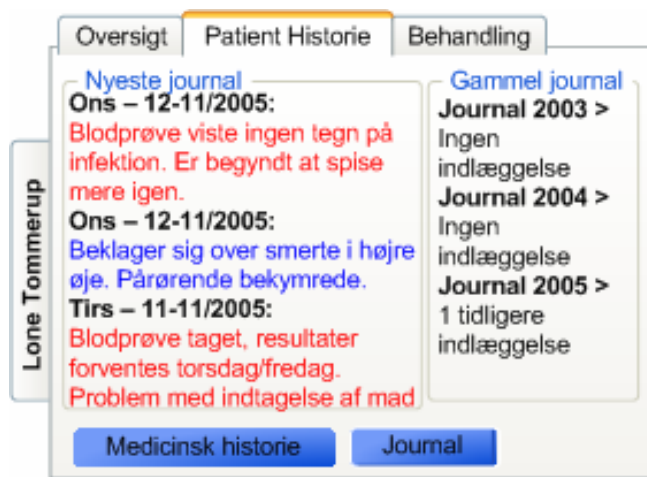 Oversigt
Patient Historie
Behandling
Lone Tommerup
Nyeste journal
Ons – 12-11/2005:
Blodprøve viste ingen tegn på
infektion. Er begyndt at spise
mere igen.
Ons – 12-11/2005:
Beklager sig over smerte i højre
øje. Pårørende bekymrede.
Tirs – 11-11/2005:
Blodprøve taget, resultater
forventes torsdag/fredag.
Problem med indtagelse af mad
Gammel journal
Journal 2003 >
Ingen
indlæggelse
Journal 2004 >
Ingen
indlæggelse
Journal 2005 >
1 tidligere
indlæggelse
Medicinsk historie
Journal